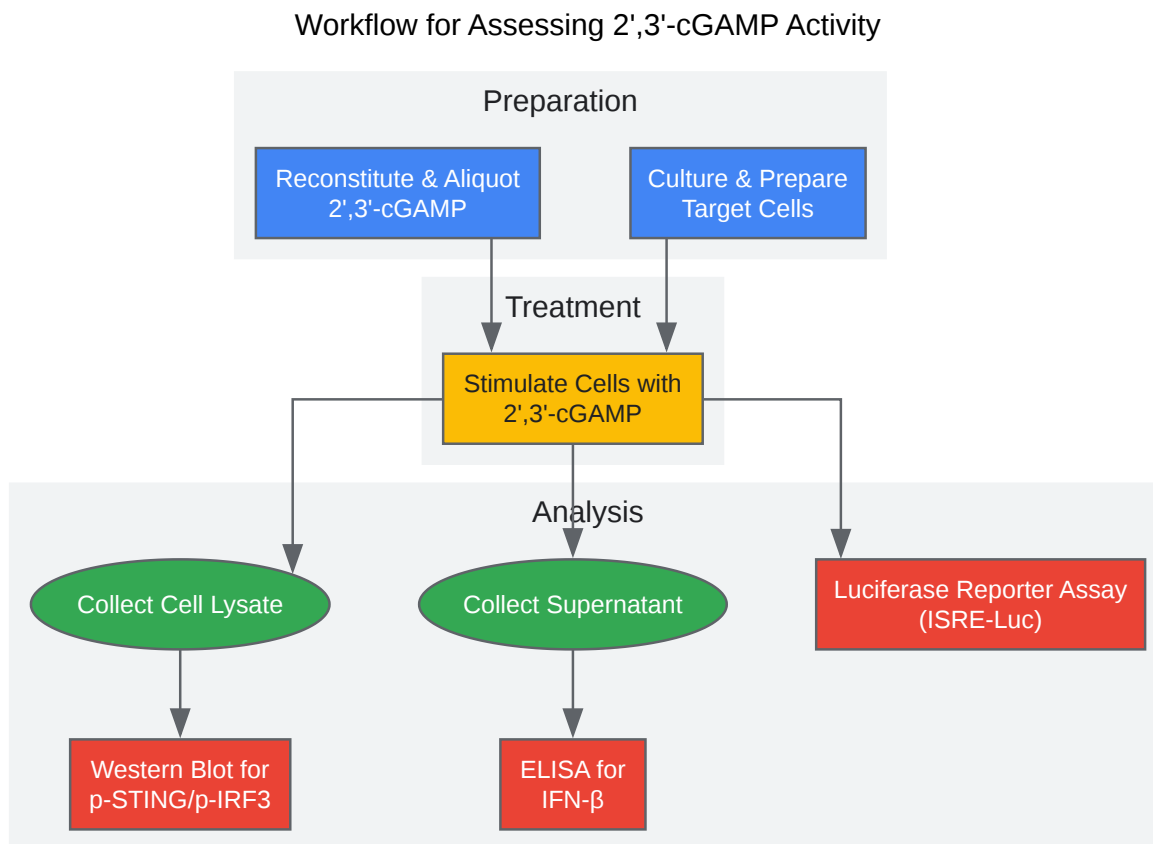 Workflow for Assessing 2',3'-cGAMP Activity
Preparation
Reconstitute & Aliquot
2',3'-cGAMP
Culture & Prepare
Target Cells
Treatment
Stimulate Cells with
2',3'-cGAMP
Analysis
Collect Cell Lysate
Collect Supernatant
Luciferase Reporter Assay
(ISRE-Luc)
Western Blot for
p-STING/p-IRF3
ELISA for
IFN-β